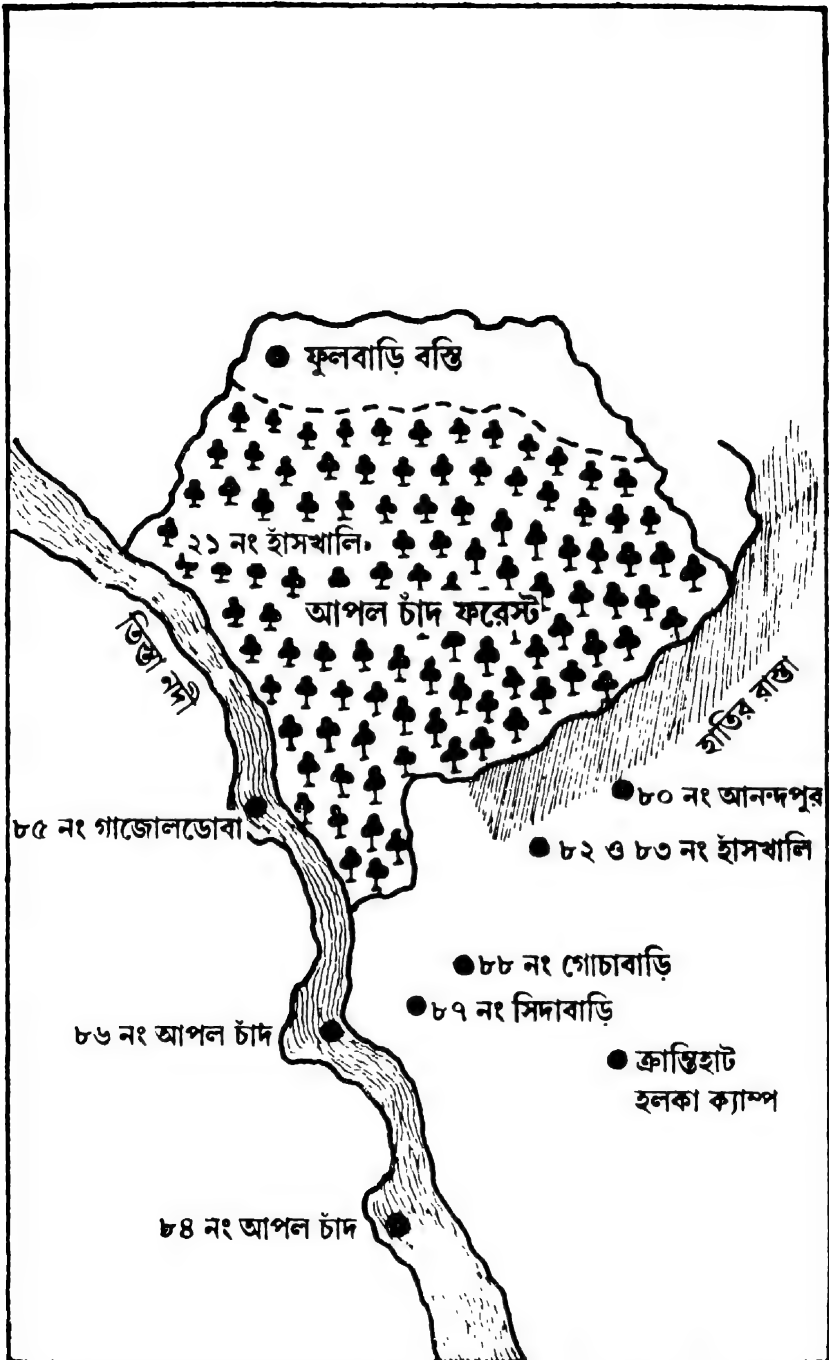 ফুলবাড়ি বস্তি
২১ নং হাঁসখালি
আপল চাঁদ ফরেস্ট
তিস্তা নদী
হাতির রাস্তা
৮০ নং আনন্দপুর
৮৫ নং গাজোলডোবা
৮২ ও ৮৩ নং হাঁসখালি
৮৮ নং গোচাবাড়ি
৮৭ নং সিদাবাড়ি
৮৬ নং আপল চাঁদ
ক্রান্তিহাট
হলকা ক্যাম্প
৮৪ নং আপল চাঁদ